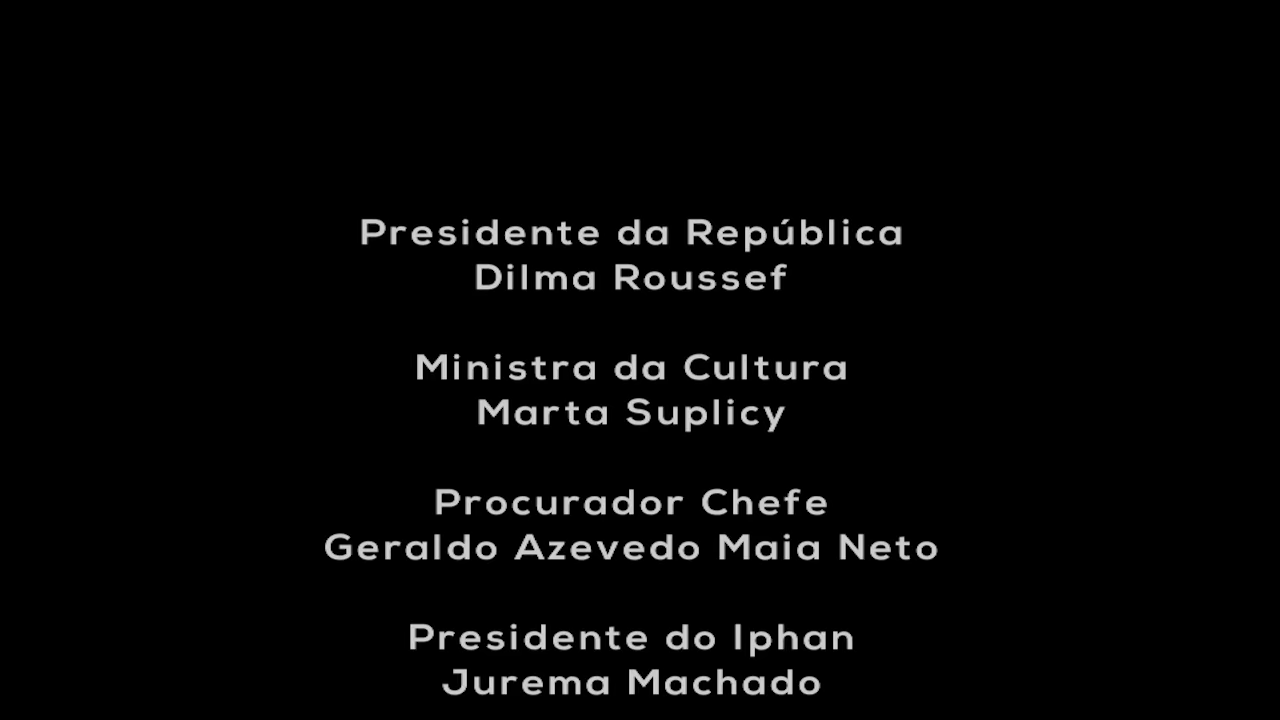 Presidente da República
Dilma Roussef
Ministra da Cultura
Marta Suplicy
Procurador Chefe
Geraldo Azevedo Maia Neto
Presidente do Iphan
Jurema Machado